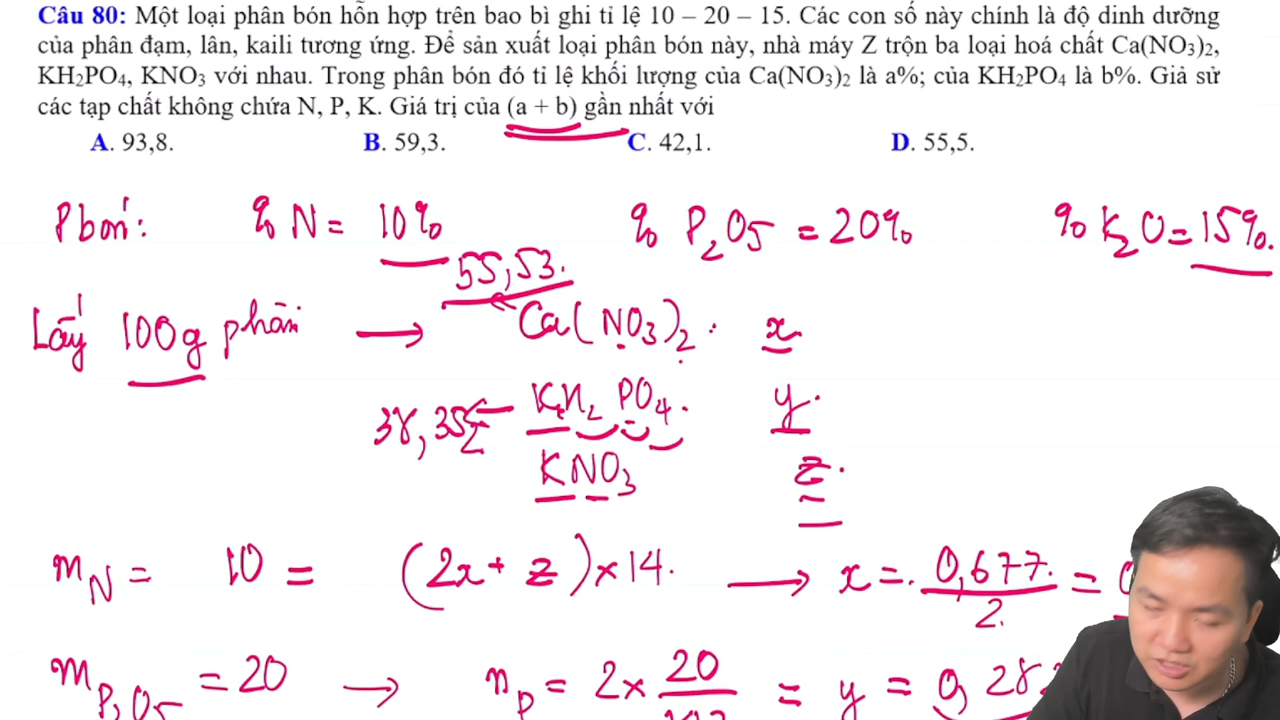 Câu 80: Một loại phân bón hỗn hợp trên bao bì ghi tỉ lệ 10 – 20 – 15. Các con số này chính là độ dinh dưỡng
của phân đạm, lân, kaili tương ứng. Để sản xuất loại phân bón này, nhà máy Z trộn ba loại hoá chất Ca(NO₃)₂,
KH₂PO₄, KNO₃ với nhau. Trong phân bón đó tỉ lệ khối lượng của Ca(NO₃)₂ là a%; của KH₂PO₄ là b%. Giả sử
các tạp chất không chứa N, P, K. Giá trị của (a + b) gần nhất với
A. 93,8. B. 59,3. C. 42,1. D. 55,5.
P bón: % N = 10% % P₂O₅ = 20% % K₂O = 15%.
55,53.
Lấy 100g phân → Ca(NO₃)₂ : x
38,352 ← KH₂PO₄. y.
KNO₃ z.
m_N = 10 = (2x + z) × 14. → x = 0,677 / 2 =
m_P₂O₅ = 20 → n_P = 2 × 20 / = y = 0,28